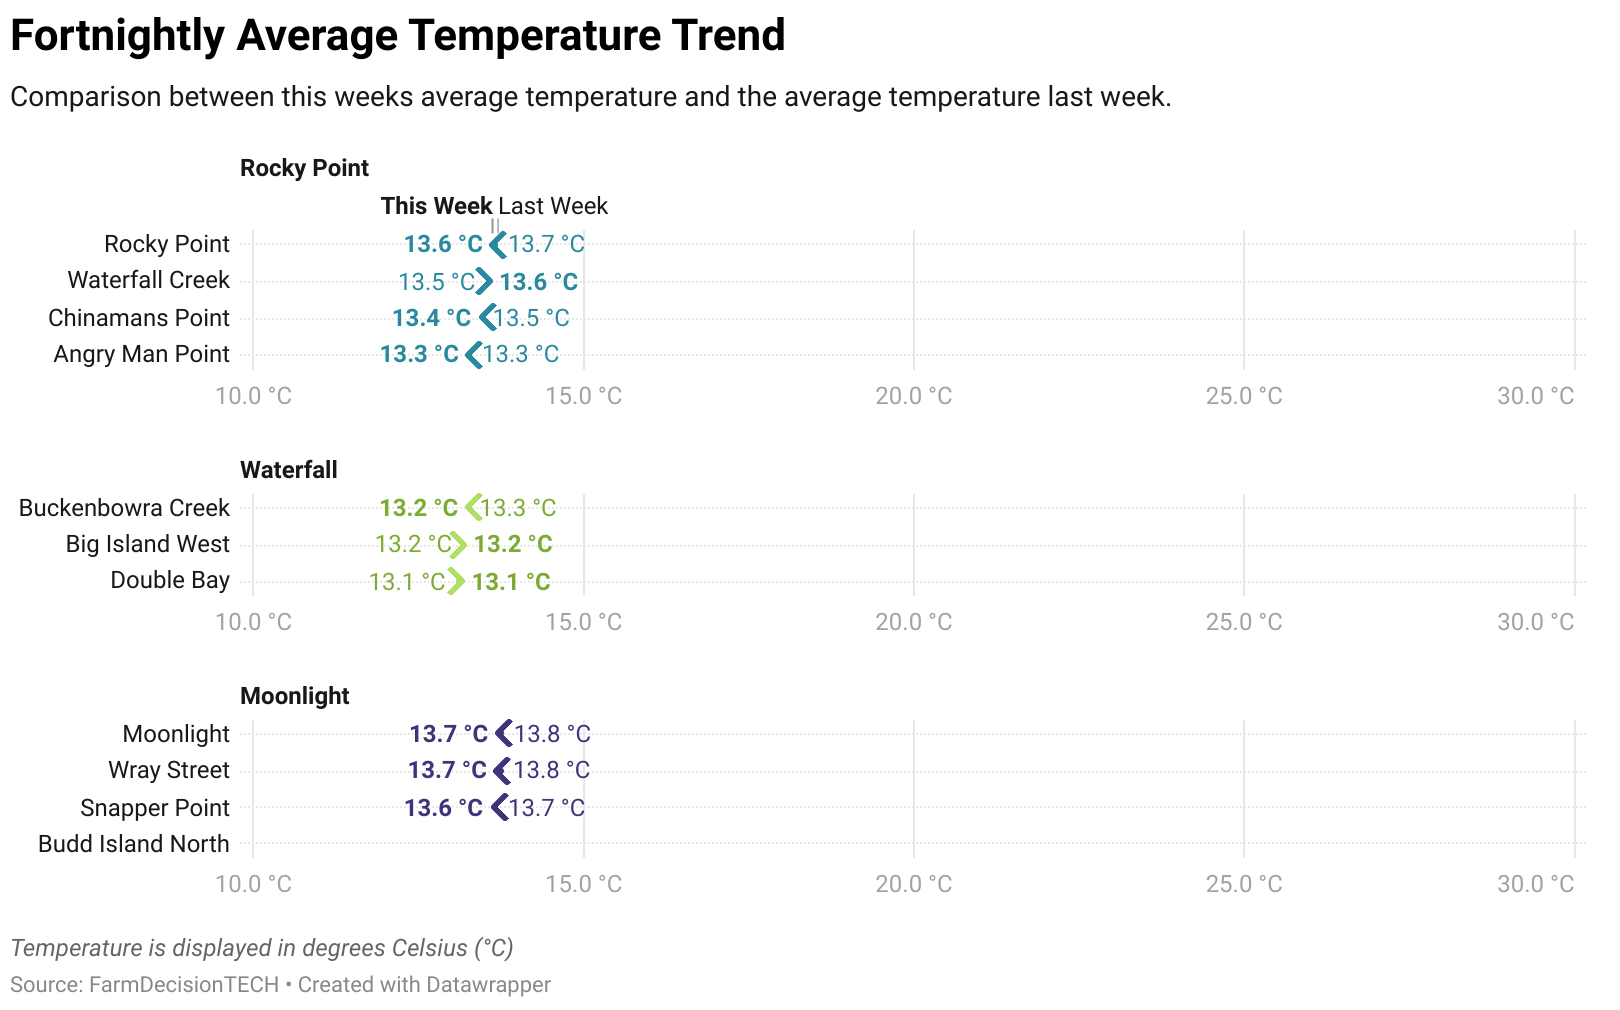 Fortnightly Average Temperature Trend
Comparison between this weeks average temperature and the average temperature last week.
Rocky Point
This Week Last Week
Rocky Point 13.6 °C 13.7 °C
Waterfall Creek 13.5 °C 13.6 °C
Chinamans Point 13.4 °C 13.5 °C
Angry Man Point 13.3 °C 13.3 °C
10.0 °C 15.0 °C 20.0 °C 25.0 °C 30.0 °C
Waterfall
Buckenbowra Creek 13.2 °C 13.3 °C
Big Island West 13.2 °C 13.2 °C
Double Bay 13.1 °C 13.1 °C
10.0 °C 15.0 °C 20.0 °C 25.0 °C 30.0 °C
Moonlight
Moonlight 13.7 °C 13.8 °C
Wray Street 13.7 °C 13.8 °C
Snapper Point 13.6 °C 13.7 °C
Budd Island North
10.0 °C 15.0 °C 20.0 °C 25.0 °C 30.0 °C
Temperature is displayed in degrees Celsius (°C)
Source: FarmDecisionTECH • Created with Datawrapper